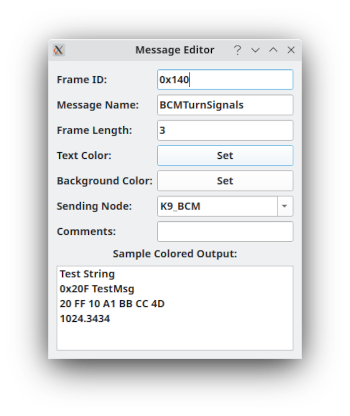 Message Editor ?
Frame ID: 0x140
Message Name: BCMTurnSignals
Frame Length: 3
Text Color: Set
Background Color: Set
Sending Node: K9_BCM
Comments:
Sample Colored Output:
Test String
0x20F TestMsg
20 FF 10 A1 BB CC 4D
1024.3434